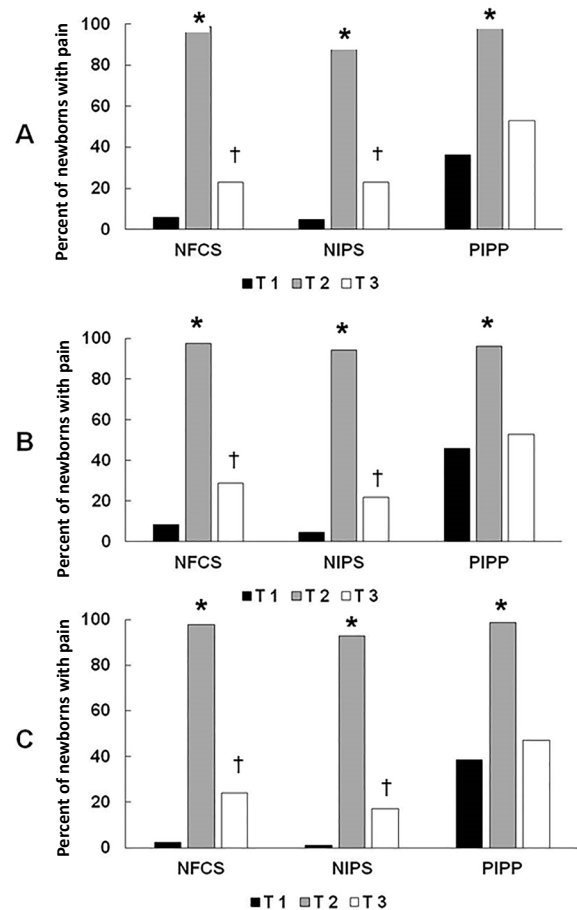 A
Percent of newborns with pain
100
80
60
40
20
0
* * *
† †
NFCS NIPS PIPP
T 1 T 2 T 3
B
Percent of newborns with pain
100
80
60
40
20
0
* * *
† †
NFCS NIPS PIPP
T 1 T 2 T 3
C
Percent of newborns with pain
100
80
60
40
20
0
* * *
† †
NFCS NIPS PIPP
T 1 T 2 T 3